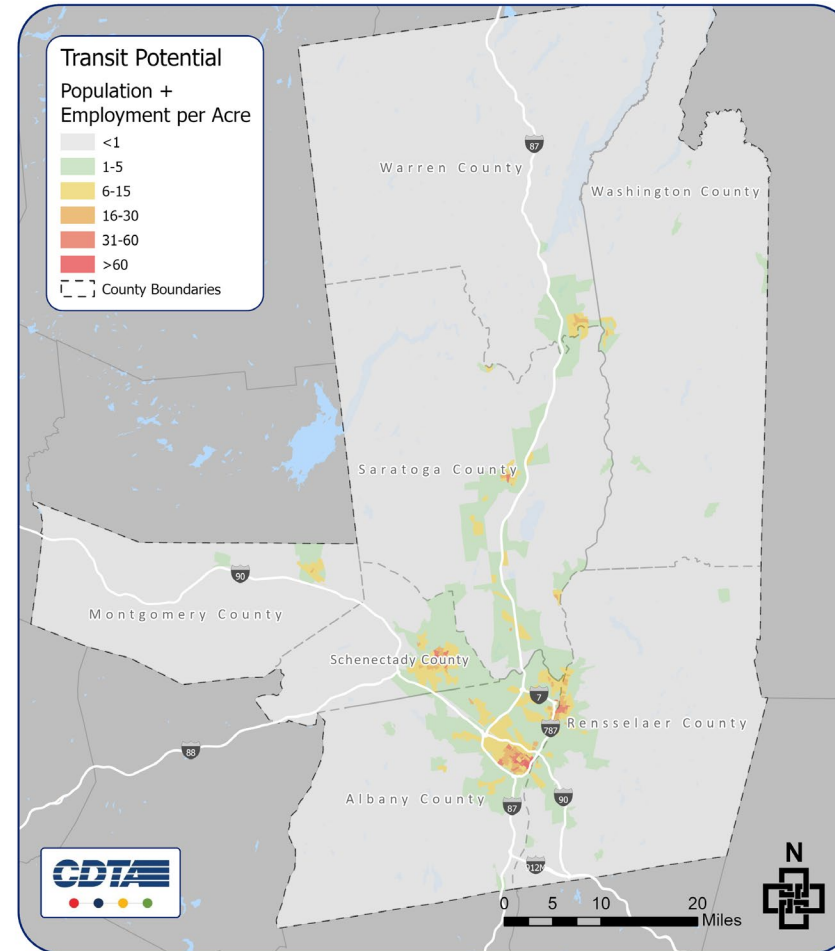 Transit Potential
Population +
Employment per Acre
<1
1-5
6-15
16-30
31-60
>60
County Boundaries
87
Warren County
Washington County
Saratoga County
90
Montgomery County
Schenectady County
7
Rensselaer County
787
88
Albany County
87
90
912M
CDTA
N
0 5 10 20
Miles